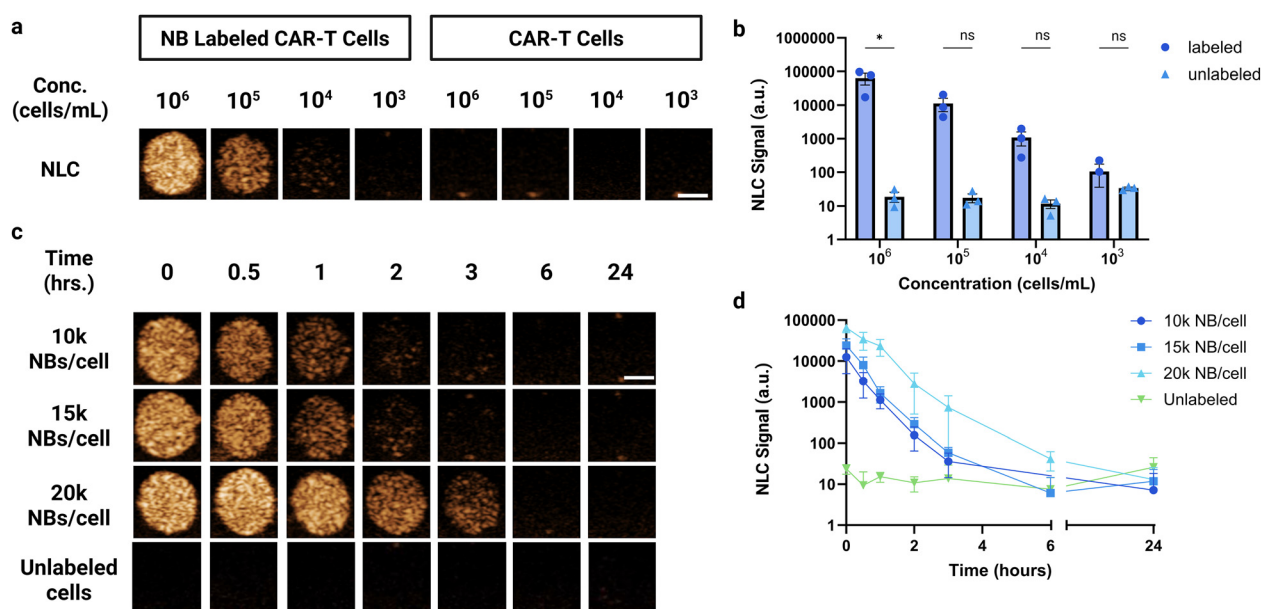 a
NB Labeled CAR-T Cells CAR-T Cells
Conc.
(cells/mL)
10⁶ 10⁵ 10⁴ 10³ 10⁶ 10⁵ 10⁴ 10³
NLC
b
NLC Signal (a.u.)
1000000
100000
10000
1000
100
10
1
* ns ns ns
labeled
unlabeled
10⁶ 10⁵ 10⁴ 10³
Concentration (cells/mL)
c
Time
(hrs.)
0 0.5 1 2 3 6 24
10k
NBs/cell
15k
NBs/cell
20k
NBs/cell
Unlabeled
cells
d
NLC Signal (a.u.)
100000
10000
1000
100
10
1
10k NB/cell
15k NB/cell
20k NB/cell
Unlabeled
0 2 4 6 24
Time (hours)